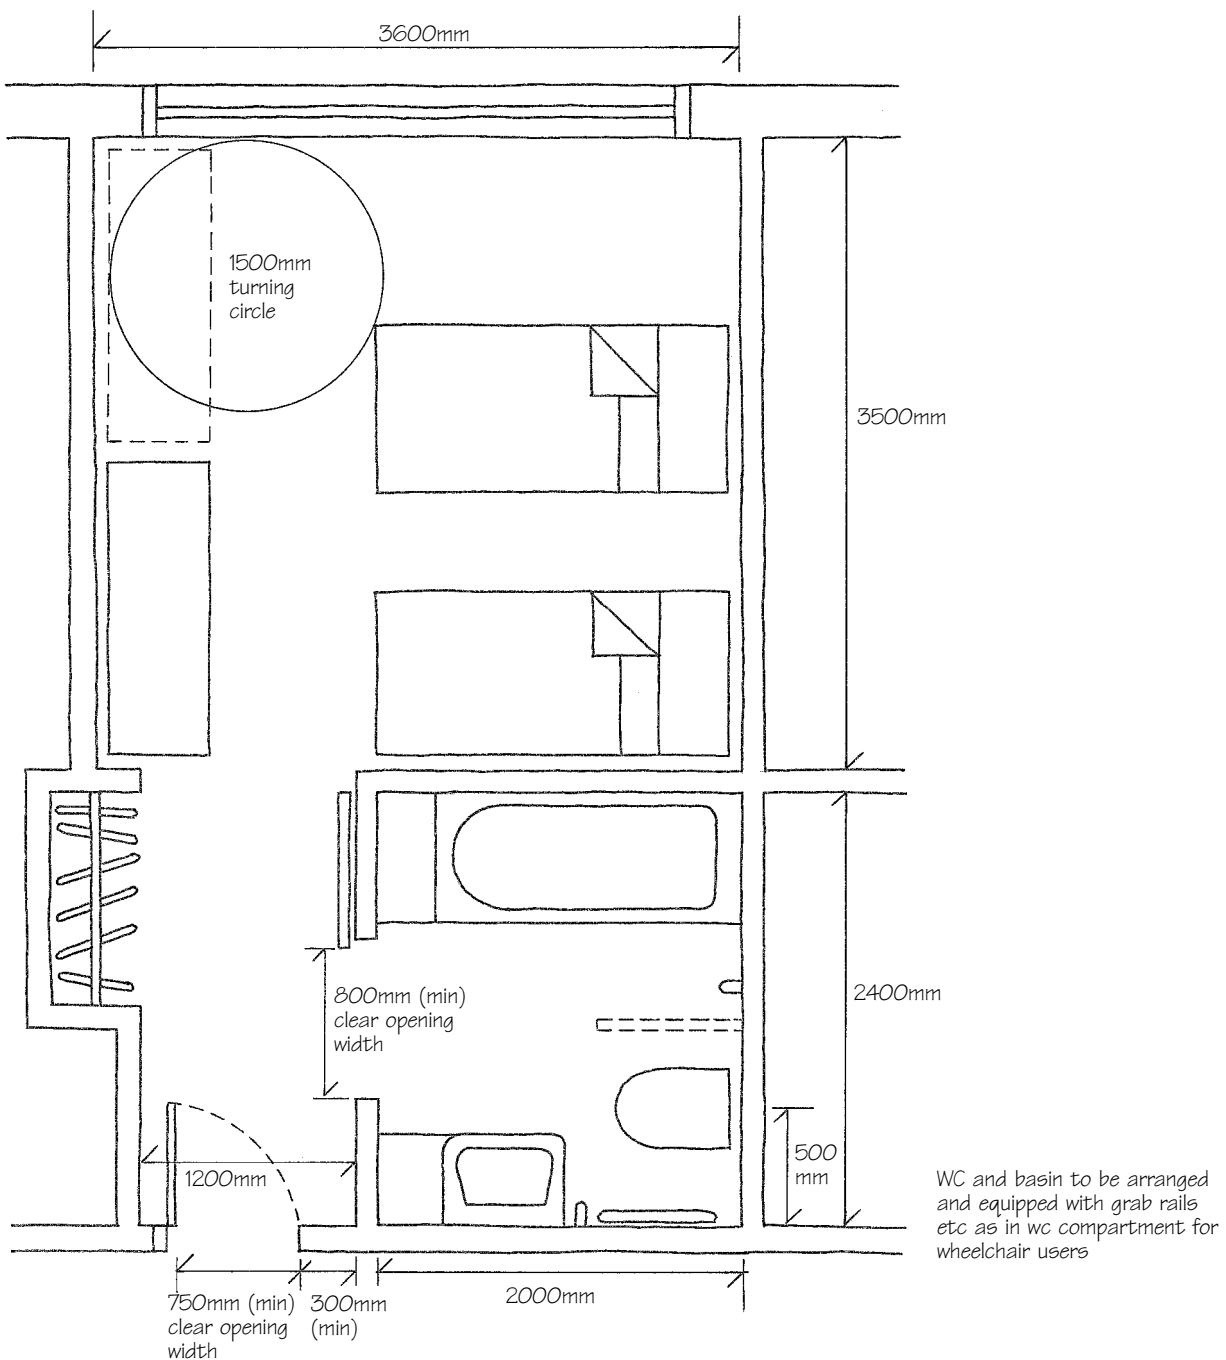 3600mm
1500mm
turning
circle
3500mm
800mm (min)
clear opening
width
2400mm
1200mm
500
mm
WC and basin to be arranged
and equipped with grab rails
etc as in wc compartment for
wheelchair users
750mm (min)
clear opening
width
300mm
(min)
2000mm